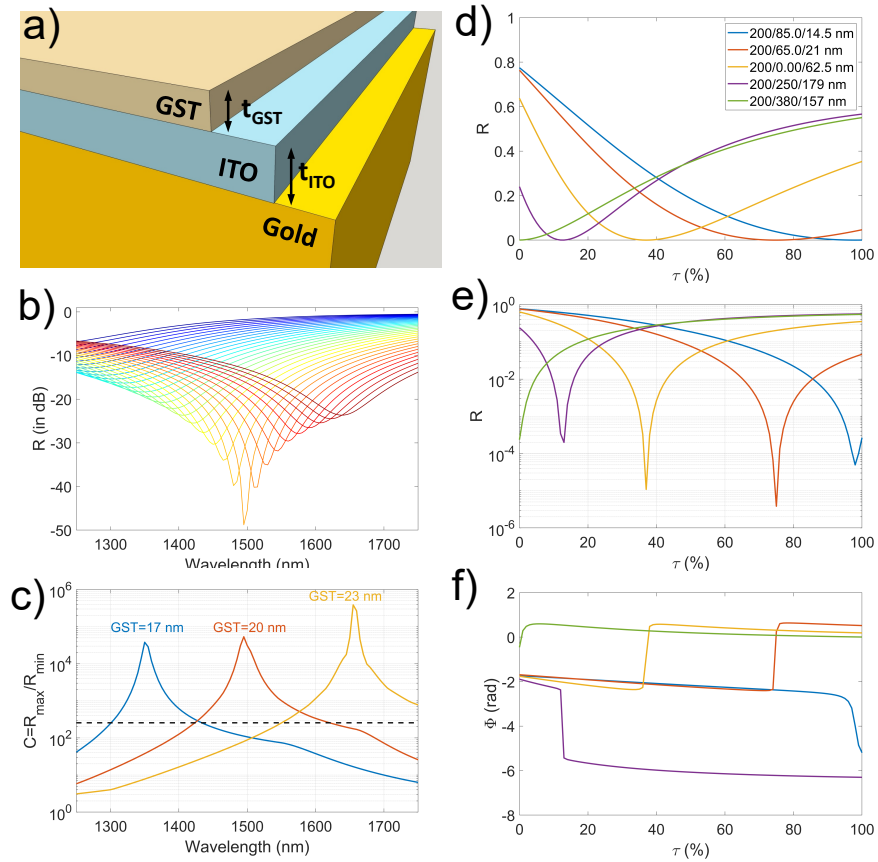 a)
GST
t_GST
ITO
t_ITO
Gold
b)
0
-10
-20
-30
-40
-50
R (in dB)
1300 1400 1500 1600 1700
Wavelength (nm)
c)
10^6
10^4
10^2
10^0
C=R_max/R_min
GST=17 nm
GST=20 nm
GST=23 nm
1300 1400 1500 1600 1700
Wavelength (nm)
d)
1
0.8
0.6
0.4
0.2
0
R
200/85.0/14.5 nm
200/65.0/21 nm
200/0.00/62.5 nm
200/250/179 nm
200/380/157 nm
0 20 40 60 80 100
τ (%)
e)
10^0
10^-2
10^-4
10^-6
R
0 20 40 60 80 100
τ (%)
f)
2
0
-2
-4
-6
-8
Φ (rad)
0 20 40 60 80 100
τ (%)